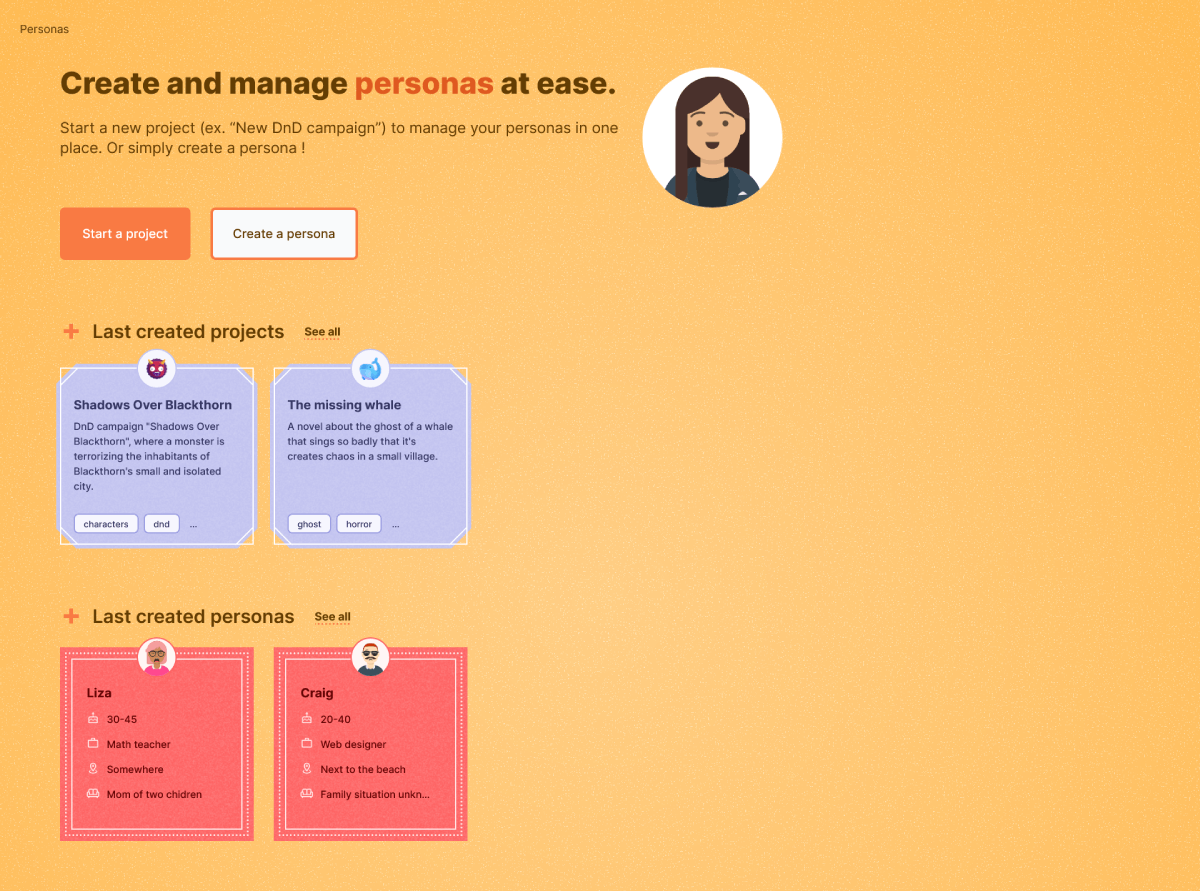 Personas
Create and manage personas at ease.
Start a new project (ex. “New DnD campaign”) to manage your personas in one
place. Or simply create a persona !
Start a project
Create a persona
Last created projects
See all
Shadows Over Blackthorn
DnD campaign "Shadows Over
Blackthorn", where a monster is
terrorizing the inhabitants of
Blackthorn's small and isolated
city.
characters
dnd
...
The missing whale
A novel about the ghost of a whale
that sings so badly that it's
creates chaos in a small village.
ghost
horror
...
Last created personas
See all
Liza
30-45
Math teacher
Somewhere
Mom of two chidren
Craig
20-40
Web designer
Next to the beach
Family situation unkn...